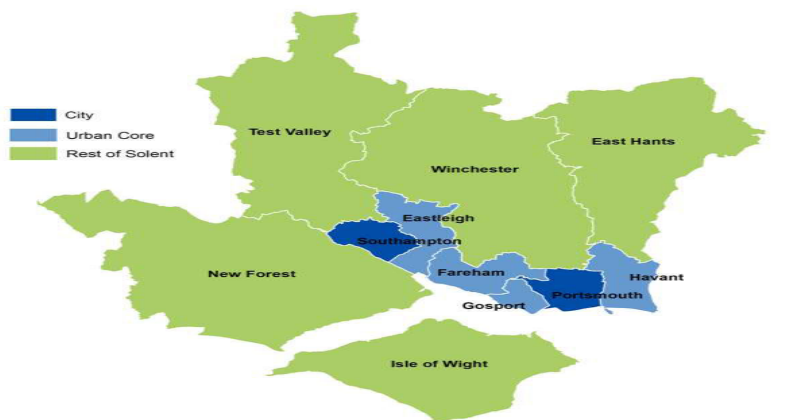 City
Urban Core
Rest of Solent
Test Valley
East Hants
Winchester
Eastleigh
Southampton
New Forest
Fareham
Havant
Portsmouth
Gosport
Isle of Wight